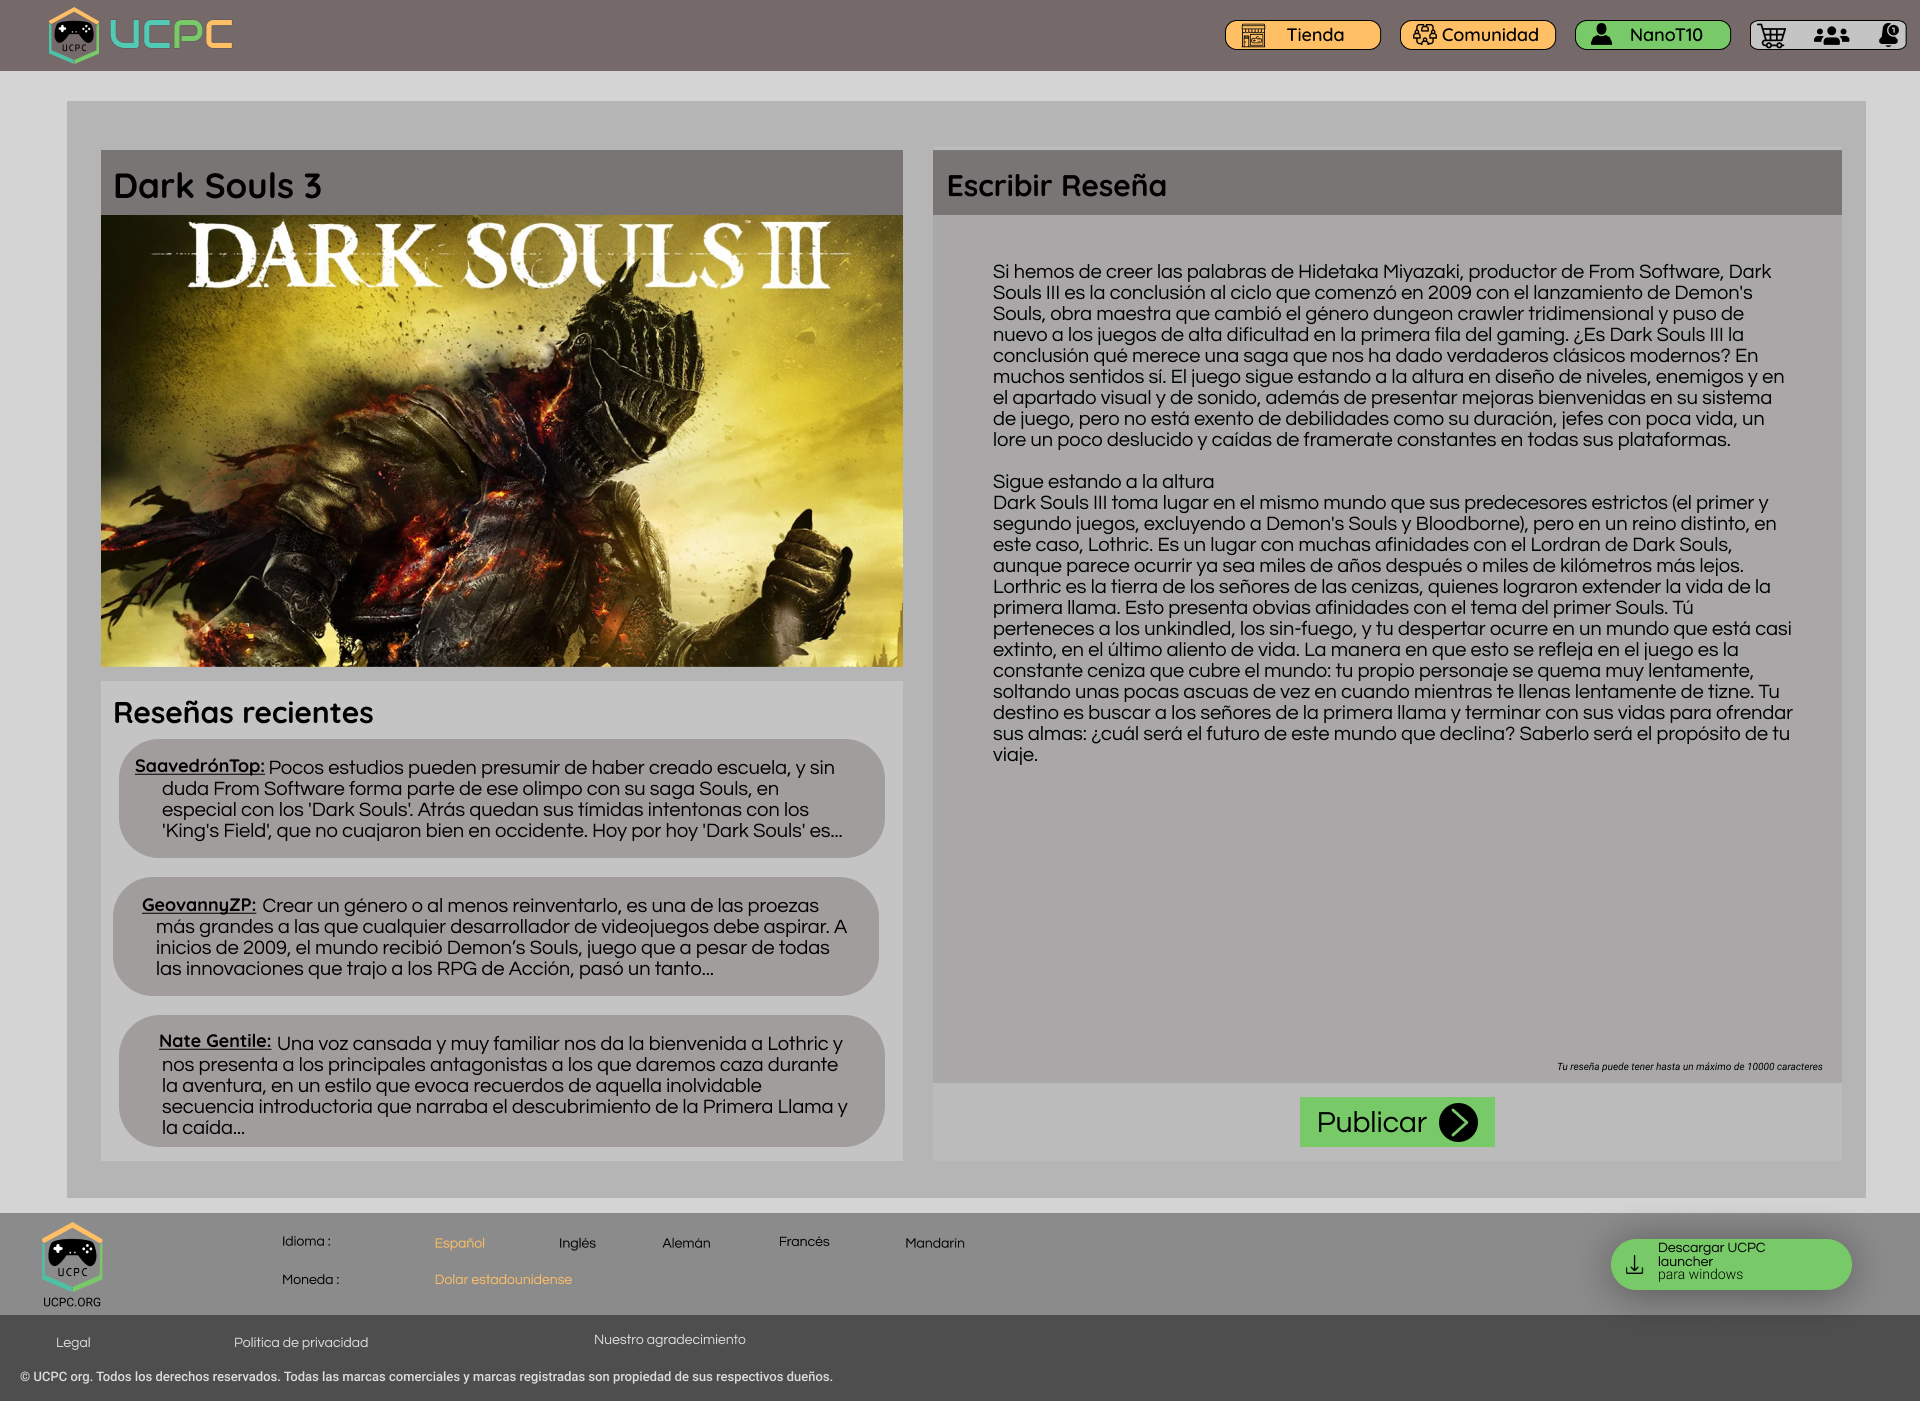 UCPC
UCPC
Tienda
Comunidad
NanoT10
1
Dark Souls 3
DARK SOULS III
™
Reseñas recientes
SaavedrónTop: Pocos estudios pueden presumir de haber creado escuela, y sin
duda From Software forma parte de ese olimpo con su saga Souls, en
especial con los 'Dark Souls'. Atrás quedan sus tímidas intentonas con los
'King's Field', que no cuajaron bien en occidente. Hoy por hoy 'Dark Souls' es...
GeovannyZP: Crear un género o al menos reinventarlo, es una de las proezas
más grandes a las que cualquier desarrollador de videojuegos debe aspirar. A
inicios de 2009, el mundo recibió Demon’s Souls, juego que a pesar de todas
las innovaciones que trajo a los RPG de Acción, pasó un tanto...
Nate Gentile: Una voz cansada y muy familiar nos da la bienvenida a Lothric y
nos presenta a los principales antagonistas a los que daremos caza durante
la aventura, en un estilo que evoca recuerdos de aquella inolvidable
secuencia introductoria que narraba el descubrimiento de la Primera Llama y
la caída...
Escribir Reseña
Si hemos de creer las palabras de Hidetaka Miyazaki, productor de From Software, Dark
Souls III es la conclusión al ciclo que comenzó en 2009 con el lanzamiento de Demon's
Souls, obra maestra que cambió el género dungeon crawler tridimensional y puso de
nuevo a los juegos de alta dificultad en la primera fila del gaming. ¿Es Dark Souls III la
conclusión qué merece una saga que nos ha dado verdaderos clásicos modernos? En
muchos sentidos sí. El juego sigue estando a la altura en diseño de niveles, enemigos y en
el apartado visual y de sonido, además de presentar mejoras bienvenidas en su sistema
de juego, pero no está exento de debilidades como su duración, jefes con poca vida, un
lore un poco deslucido y caídas de framerate constantes en todas sus plataformas.
Sigue estando a la altura
Dark Souls III toma lugar en el mismo mundo que sus predecesores estrictos (el primer y
segundo juegos, excluyendo a Demon's Souls y Bloodborne), pero en un reino distinto, en
este caso, Lothric. Es un lugar con muchas afinidades con el Lordran de Dark Souls,
aunque parece ocurrir ya sea miles de años después o miles de kilómetros más lejos.
Lorthric es la tierra de los señores de las cenizas, quienes lograron extender la vida de la
primera llama. Esto presenta obvias afinidades con el tema del primer Souls. Tú
perteneces a los unkindled, los sin-fuego, y tu despertar ocurre en un mundo que está casi
extinto, en el último aliento de vida. La manera en que esto se refleja en el juego es la
constante ceniza que cubre el mundo: tu propio personaje se quema muy lentamente,
soltando unas pocas ascuas de vez en cuando mientras te llenas lentamente de tizne. Tu
destino es buscar a los señores de la primera llama y terminar con sus vidas para ofrendar
sus almas: ¿cuál será el futuro de este mundo que declina? Saberlo será el propósito de tu
viaje.
Tu reseña puede tener hasta un máximo de 10000 caracteres
Publicar
UCPC
UCPC.ORG
Idioma :
Español
Inglés
Alemán
Francés
Mandarin
Moneda :
Dolar estadounidense
Descargar UCPC
launcher
para windows
Legal
Política de privacidad
Nuestro agradecimiento
© UCPC org. Todos los derechos reservados. Todas las marcas comerciales y marcas registradas son propiedad de sus respectivos dueños.